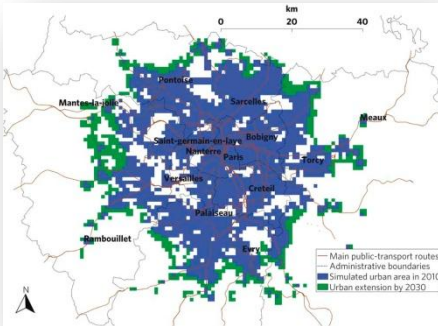 km
0 20 40
Pontoise
Mantes-la-jolie
Sarcelles
Meaux
Saint-germain-en-laye
Bobigny
Nanterre
Paris
Torcy
Versailles
Creteil
Palaiseau
Rambouillet
Evry
N
Main public-transport routes
Administrative boundaries
Simulated urban area in 2010
Urban extension by 2030